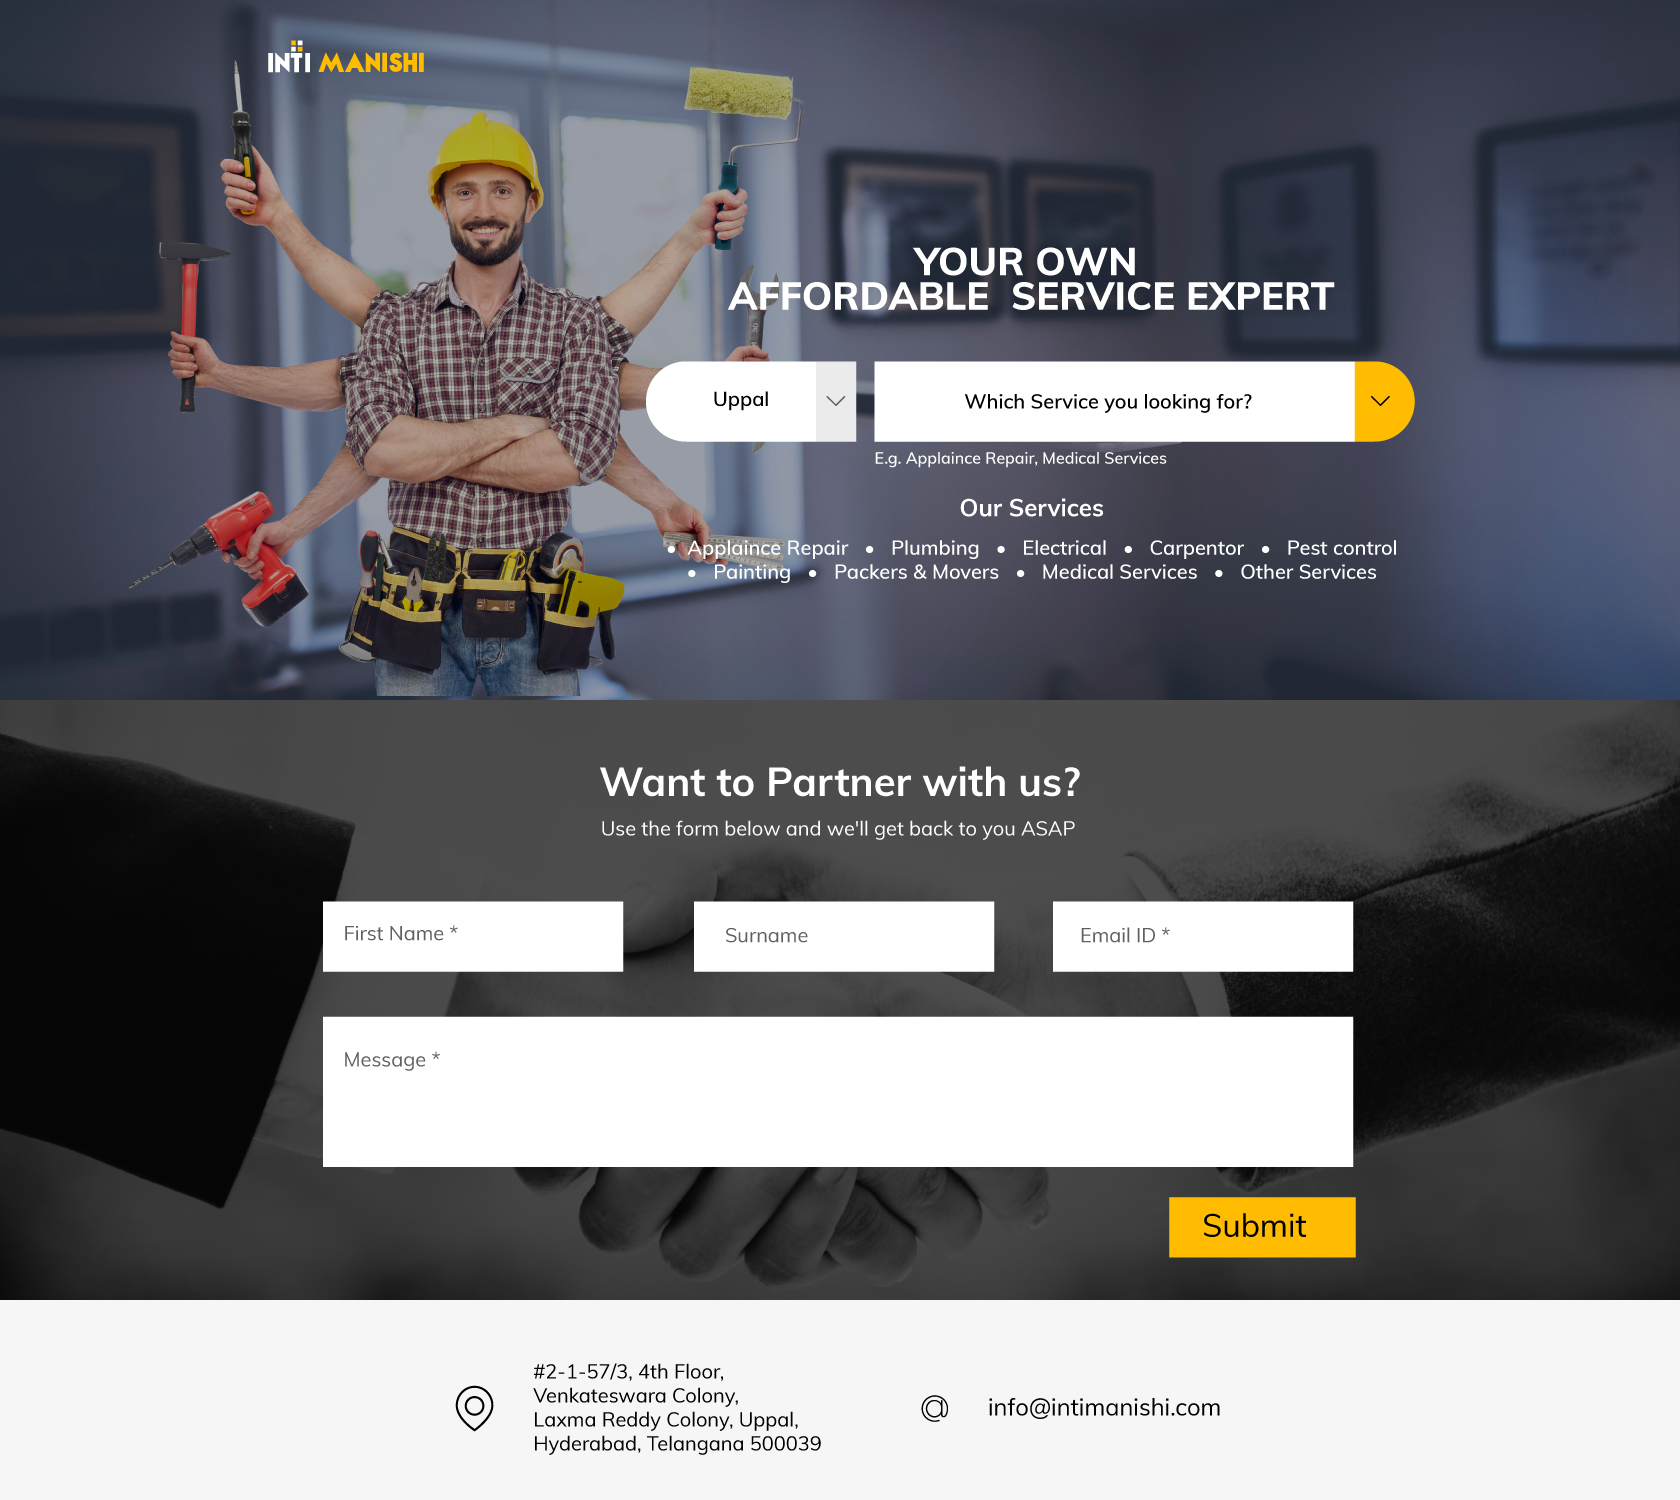 INTI MANISHI
YOUR OWN
AFFORDABLE SERVICE EXPERT
Uppal
Which Service you looking for?
E.g. Applaince Repair, Medical Services
Our Services
• Applaince Repair • Plumbing • Electrical • Carpentor • Pest control
• Painting • Packers & Movers • Medical Services • Other Services
Want to Partner with us?
Use the form below and we'll get back to you ASAP
First Name *
Surname
Email ID *
Message *
Submit
#2-1-57/3, 4th Floor,
Venkateswara Colony,
Laxma Reddy Colony, Uppal,
Hyderabad, Telangana 500039
info@intimanishi.com